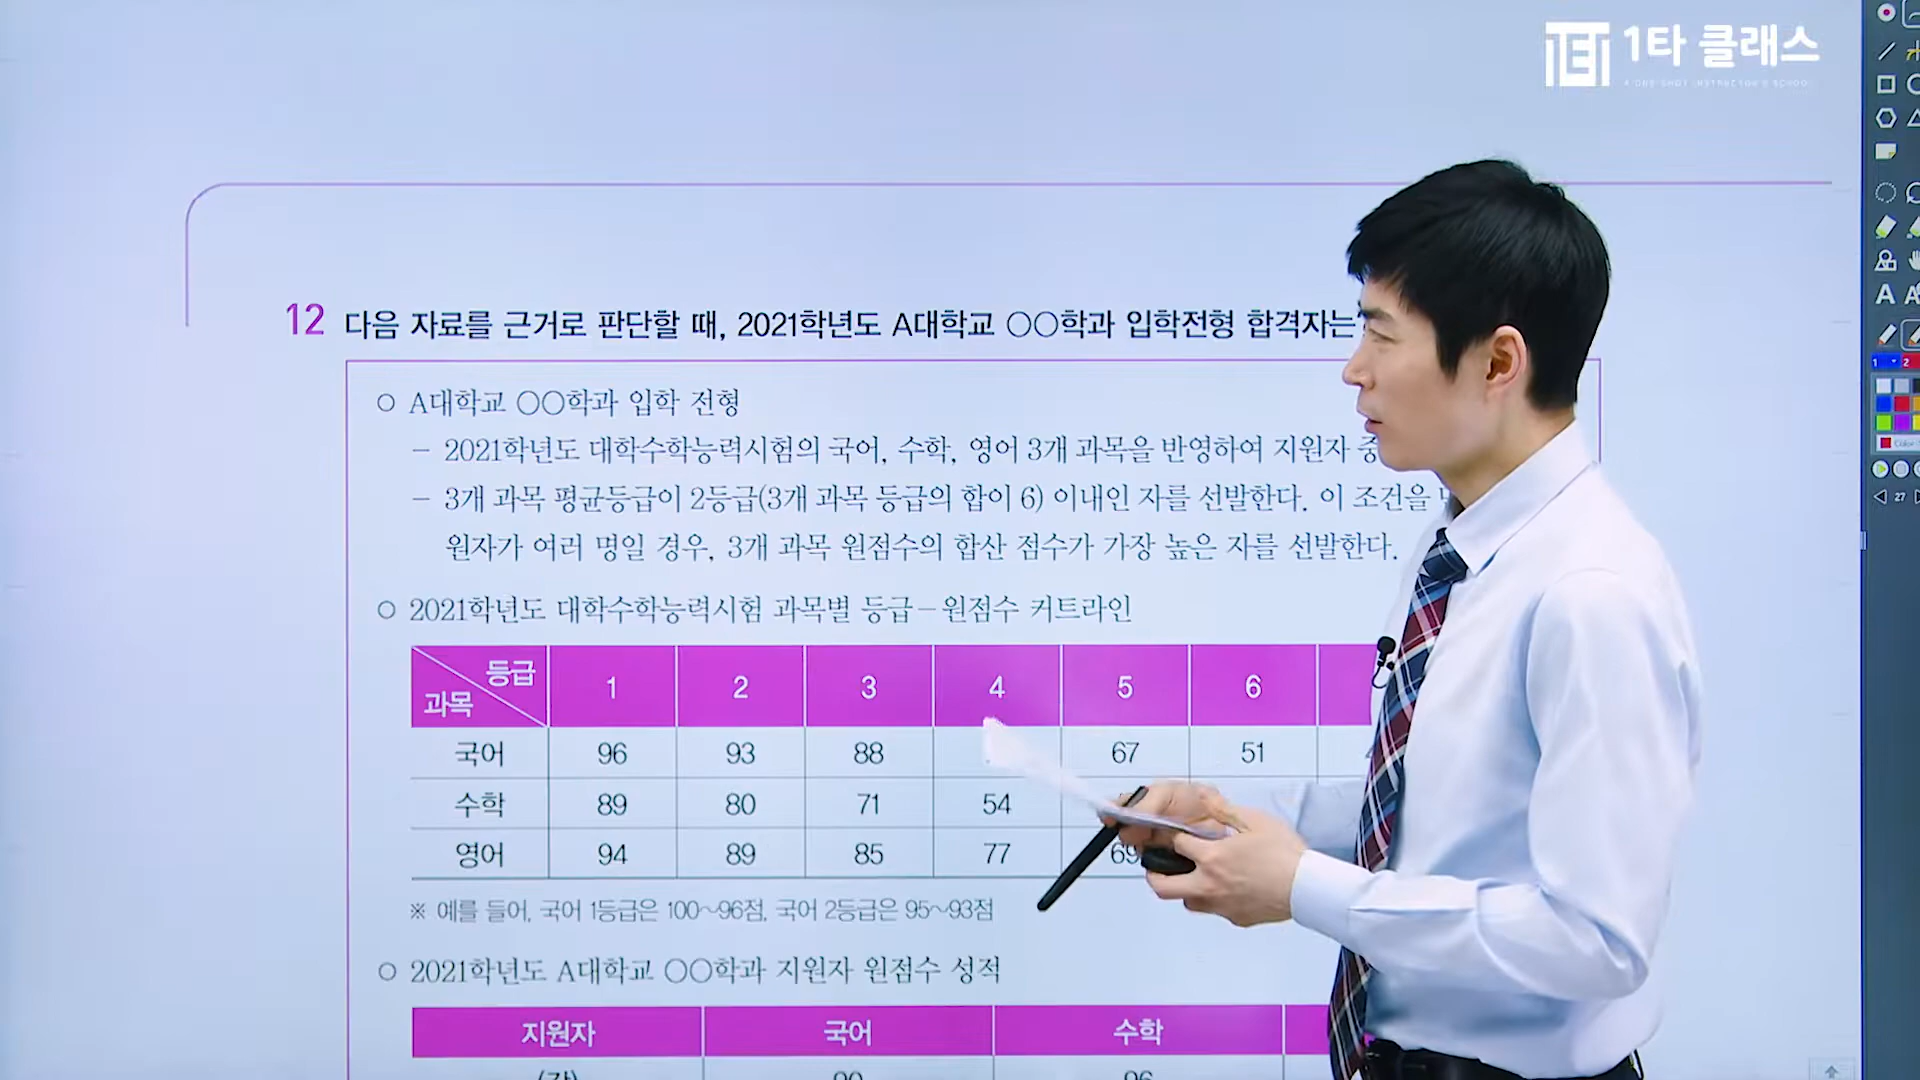 1타 클래스
12 다음 자료를 근거로 판단할 때, 2021학년도 A대학교 ○○학과 입학전형 합격자는
○ A대학교 ○○학과 입학 전형
- 2021학년도 대학수학능력시험의 국어, 수학, 영어 3개 과목을 반영하여 지원자 중
- 3개 과목 평균등급이 2등급(3개 과목 등급의 합이 6) 이내인 자를 선발한다. 이 조건을
원자가 여러 명일 경우, 3개 과목 원점수의 합산 점수가 가장 높은 자를 선발한다.
○ 2021학년도 대학수학능력시험 과목별 등급-원점수 커트라인
등급 과목 1 2 3 4 5 6
국어 96 93 88 67 51
수학 89 80 71 54
영어 94 89 85 77 69
※ 예를 들어, 국어 1등급은 100~96점, 국어 2등급은 95~93점
○ 2021학년도 A대학교 ○○학과 지원자 원점수 성적
지원자 국어 수학